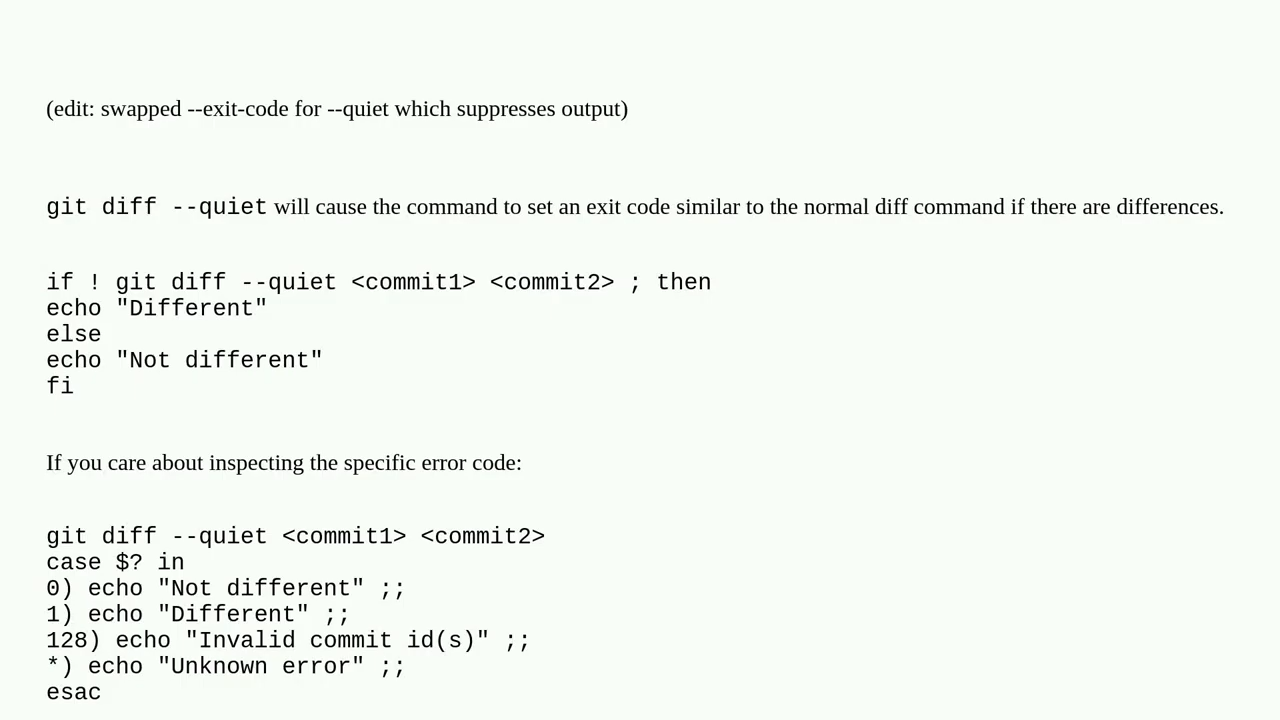 (edit: swapped --exit-code for --quiet which suppresses output)
git diff --quiet will cause the command to set an exit code similar to the normal diff command if there are differences.
if ! git diff --quiet <commit1> <commit2> ; then
echo "Different"
else
echo "Not different"
fi
If you care about inspecting the specific error code:
git diff --quiet <commit1> <commit2>
case $? in
0) echo "Not different" ;;
1) echo "Different" ;;
128) echo "Invalid commit id(s)" ;;
*) echo "Unknown error" ;;
esac